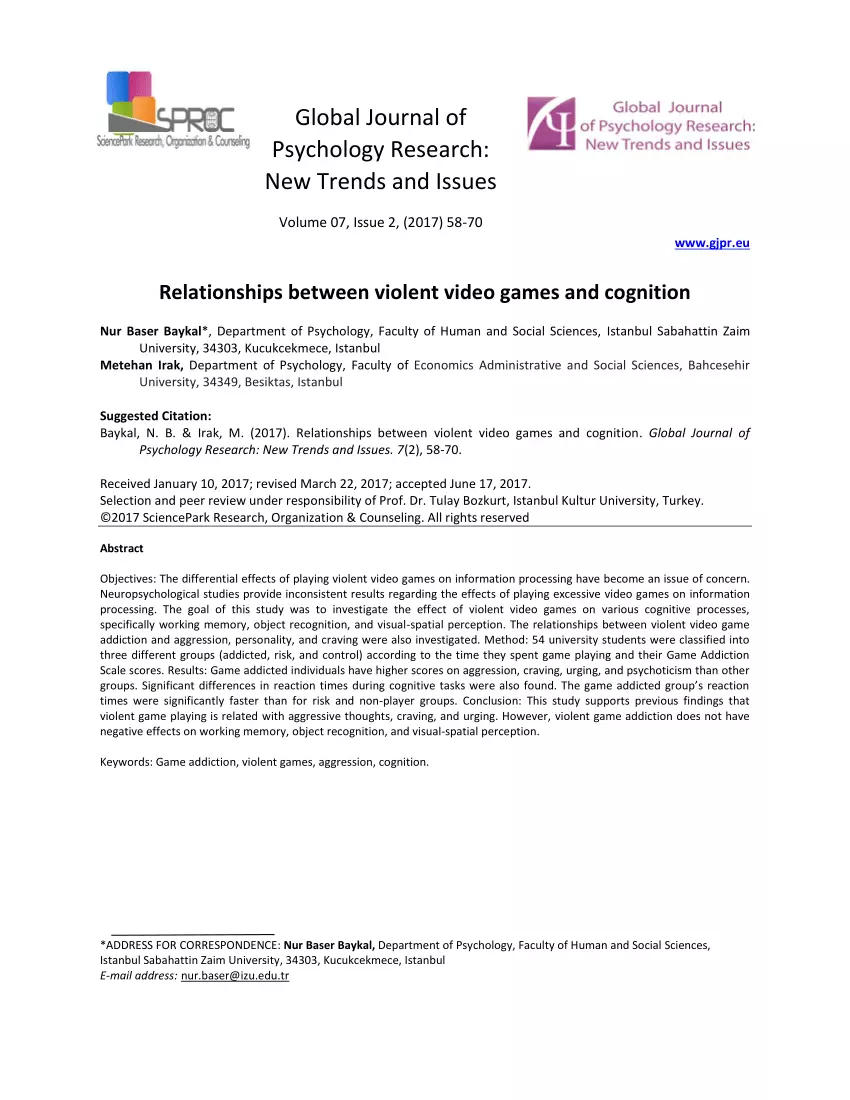 SPROC
SciencePark Research, Organization & Counseling
Global Journal of
Psychology Research:
New Trends and Issues
Volume 07, Issue 2, (2017) 58-70
Global Journal
of Psychology Research:
New Trends and Issues
www.gjpr.eu
Relationships between violent video games and cognition
Nur Baser Baykal*, Department of Psychology, Faculty of Human and Social Sciences, Istanbul Sabahattin Zaim
University, 34303, Kucukcekmece, Istanbul
Metehan Irak, Department of Psychology, Faculty of Economics Administrative and Social Sciences, Bahcesehir
University, 34349, Besiktas, Istanbul
Suggested Citation:
Baykal, N. B. & Irak, M. (2017). Relationships between violent video games and cognition. Global Journal of
Psychology Research: New Trends and Issues. 7(2), 58-70.
Received January 10, 2017; revised March 22, 2017; accepted June 17, 2017.
Selection and peer review under responsibility of Prof. Dr. Tulay Bozkurt, Istanbul Kultur University, Turkey.
©2017 SciencePark Research, Organization & Counseling. All rights reserved
Abstract
Objectives: The differential effects of playing violent video games on information processing have become an issue of concern.
Neuropsychological studies provide inconsistent results regarding the effects of playing excessive video games on information
processing. The goal of this study was to investigate the effect of violent video games on various cognitive processes,
specifically working memory, object recognition, and visual-spatial perception. The relationships between violent video game
addiction and aggression, personality, and craving were also investigated. Method: 54 university students were classified into
three different groups (addicted, risk, and control) according to the time they spent game playing and their Game Addiction
Scale scores. Results: Game addicted individuals have higher scores on aggression, craving, urging, and psychoticism than other
groups. Significant differences in reaction times during cognitive tasks were also found. The game addicted group’s reaction
times were significantly faster than for risk and non-player groups. Conclusion: This study supports previous findings that
violent game playing is related with aggressive thoughts, craving, and urging. However, violent game addiction does not have
negative effects on working memory, object recognition, and visual-spatial perception.
Keywords: Game addiction, violent games, aggression, cognition.
*ADDRESS FOR CORRESPONDENCE: Nur Baser Baykal, Department of Psychology, Faculty of Human and Social Sciences,
Istanbul Sabahattin Zaim University, 34303, Kucukcekmece, Istanbul
E-mail address: nur.baser@izu.edu.tr